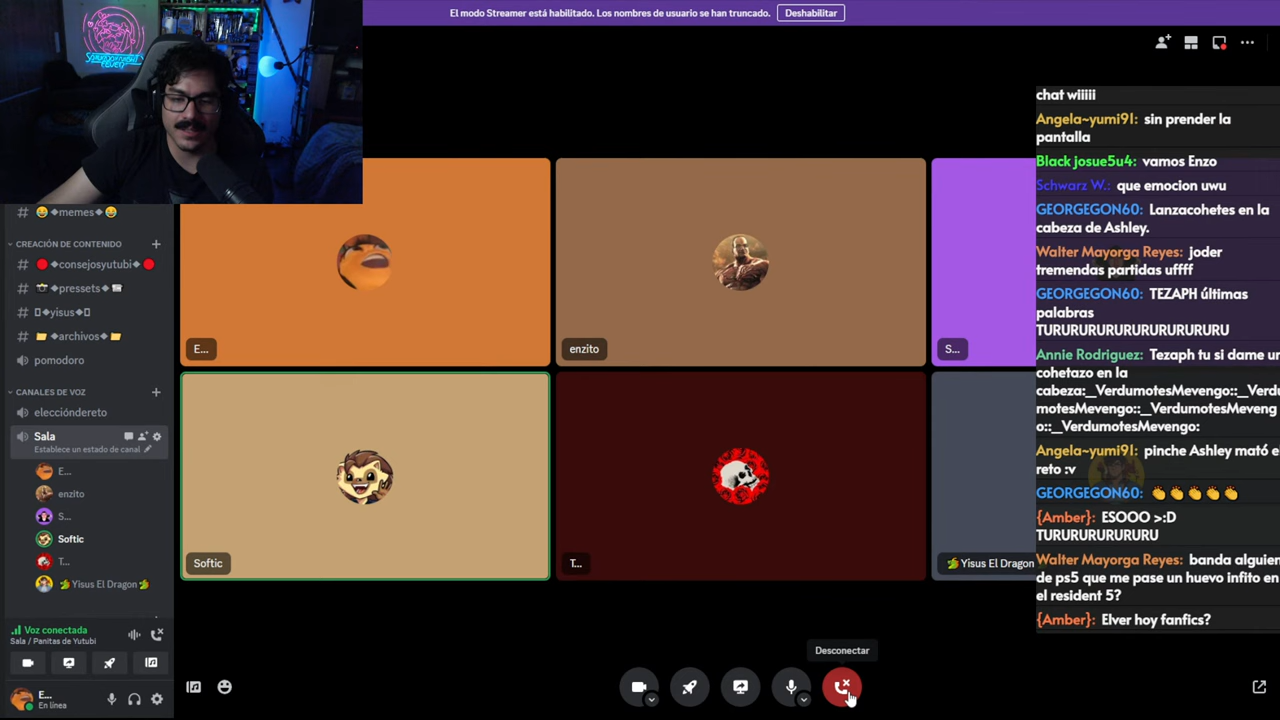 El modo Streamer está habilitado. Los nombres de usuario se han truncado.
Deshabilitar
# 😂◆memes◆😂
CREACIÓN DE CONTENIDO
# 🔴◆consejosyutubi◆🔴
◆pressets◆
◆yisus◆
# 📁◆archivos◆📁
pomodoro
CANALES DE VOZ
eleccióndereto
Sala
Establece un estado de canal
E...
enzito
S...
Softic
T...
🐉Yisus El Dragon🐉
Voz conectada
Sala / Panitas de Yutubi
E...
En línea
E...
enzito
S...
Softic
T...
🐉Yisus El Dragon
Desconectar
chat wiiiii
Angela~yumi91: sin prender la
pantalla
Black josue5u4: vamos Enzo
Schwarz W.: que emocion uwu
GEORGEGON60: Lanzacohetes en la
cabeza de Ashley.
Walter Mayorga Reyes: joder
tremendas partidas uffff
GEORGEGON60: TEZAPH últimas
palabras
TURURURURURURURURURU
Annie Rodriguez: Tezaph tu si dame un
cohetazo en la
cabeza:_VerdumotesMevengo::_Verdu
motesMevengo::_VerdumotesMeveng
o::_VerdumotesMevengo:
Angela~yumi91: pinche Ashley mató el
reto :v
GEORGEGON60: 👏👏👏👏👏
{Amber}: ESOOO >:D
TURURURURURURU
Walter Mayorga Reyes: banda alguien
de ps5 que me pase un huevo infito en
el resident 5?
{Amber}: Elver hoy fanfics?